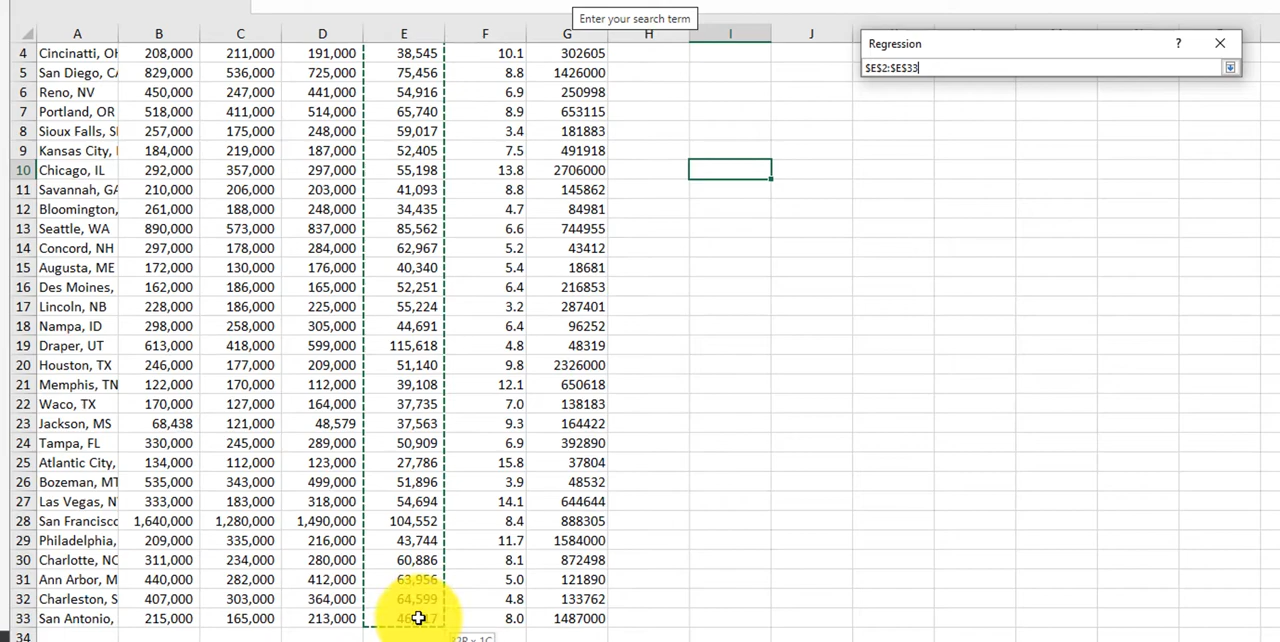 Enter your search term
Regression ? ×
$E$2:$E$33
A B C D E F G H I J
4 Cincinatti, OH 208,000 211,000 191,000 38,545 10.1 302605
5 San Diego, CA 829,000 536,000 725,000 75,456 8.8 1426000
6 Reno, NV 450,000 247,000 441,000 54,916 6.9 250998
7 Portland, OR 518,000 411,000 514,000 65,740 8.9 653115
8 Sioux Falls, S 257,000 175,000 248,000 59,017 3.4 181883
9 Kansas City, 184,000 219,000 187,000 52,405 7.5 491918
10 Chicago, IL 292,000 357,000 297,000 55,198 13.8 2706000
11 Savannah, GA 210,000 206,000 203,000 41,093 8.8 145862
12 Bloomington, 261,000 188,000 248,000 34,435 4.7 84981
13 Seattle, WA 890,000 573,000 837,000 85,562 6.6 744955
14 Concord, NH 297,000 178,000 284,000 62,967 5.2 43412
15 Augusta, ME 172,000 130,000 176,000 40,340 5.4 18681
16 Des Moines, 162,000 186,000 165,000 52,251 6.4 216853
17 Lincoln, NB 228,000 186,000 225,000 55,224 3.2 287401
18 Nampa, ID 298,000 258,000 305,000 44,691 6.4 96252
19 Draper, UT 613,000 418,000 599,000 115,618 4.8 48319
20 Houston, TX 246,000 177,000 209,000 51,140 9.8 2326000
21 Memphis, TN 122,000 170,000 112,000 39,108 12.1 650618
22 Waco, TX 170,000 127,000 164,000 37,735 7.0 138183
23 Jackson, MS 68,438 121,000 48,579 37,563 9.3 164422
24 Tampa, FL 330,000 245,000 289,000 50,909 6.9 392890
25 Atlantic City, 134,000 112,000 123,000 27,786 15.8 37804
26 Bozeman, MT 535,000 343,000 499,000 51,896 3.9 48532
27 Las Vegas, N 333,000 183,000 318,000 54,694 14.1 644644
28 San Francisc 1,640,000 1,280,000 1,490,000 104,552 8.4 888305
29 Philadelphia, 209,000 335,000 216,000 43,744 11.7 1584000
30 Charlotte, NC 311,000 234,000 280,000 60,886 8.1 872498
31 Ann Arbor, M 440,000 282,000 412,000 63,956 5.0 121890
32 Charleston, S 407,000 303,000 364,000 64,599 4.8 133762
33 San Antonio, 215,000 165,000 213,000 8.0 1487000
34